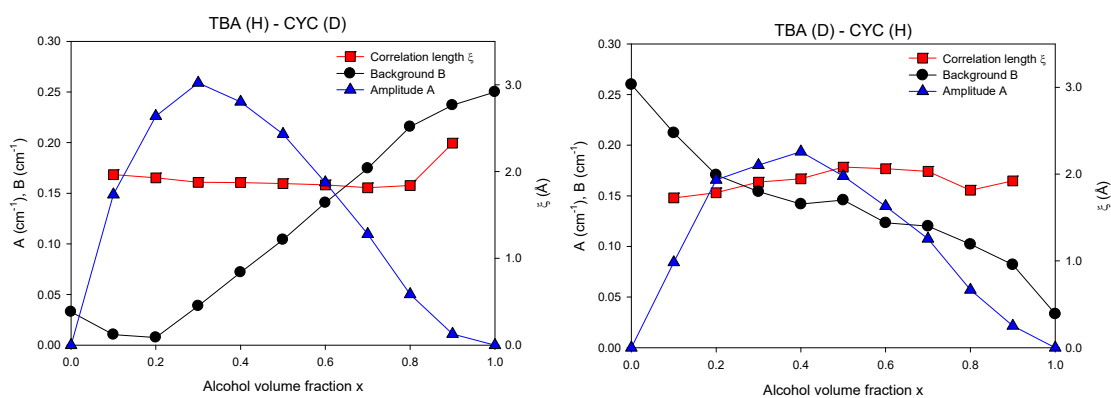 TBA (H) - CYC (D)
0.30
0.25
0.20
0.15
0.10
0.05
0.00
A (cm⁻¹), B (cm⁻¹)
Correlation length ξ
Background B
Amplitude A
3.0
2.0
1.0
0.0
ξ (Å)
0.0 0.2 0.4 0.6 0.8 1.0
Alcohol volume fraction x
TBA (D) - CYC (H)
0.30
0.25
0.20
0.15
0.10
0.05
0.00
A (cm⁻¹), B (cm⁻¹)
Correlation length ξ
Background B
Amplitude A
3.0
2.0
1.0
0.0
ξ (Å)
0.0 0.2 0.4 0.6 0.8 1.0
Alcohol volume fraction x